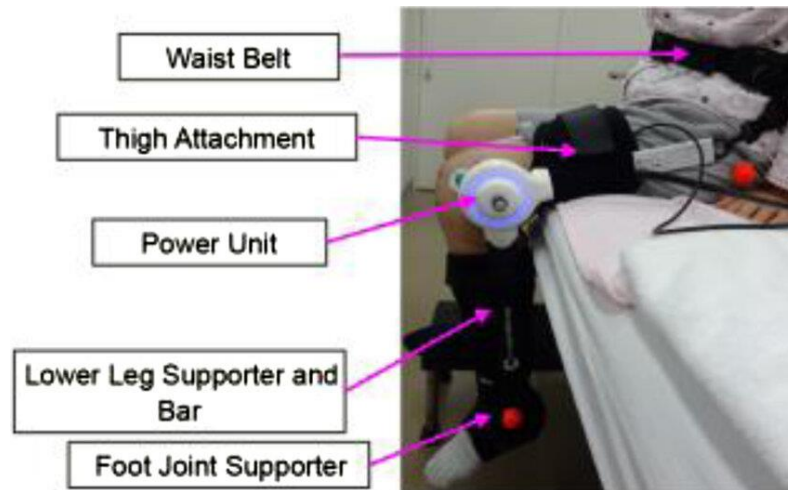 Waist Belt
Thigh Attachment
Power Unit
Lower Leg Supporter and
Bar
Foot Joint Supporter